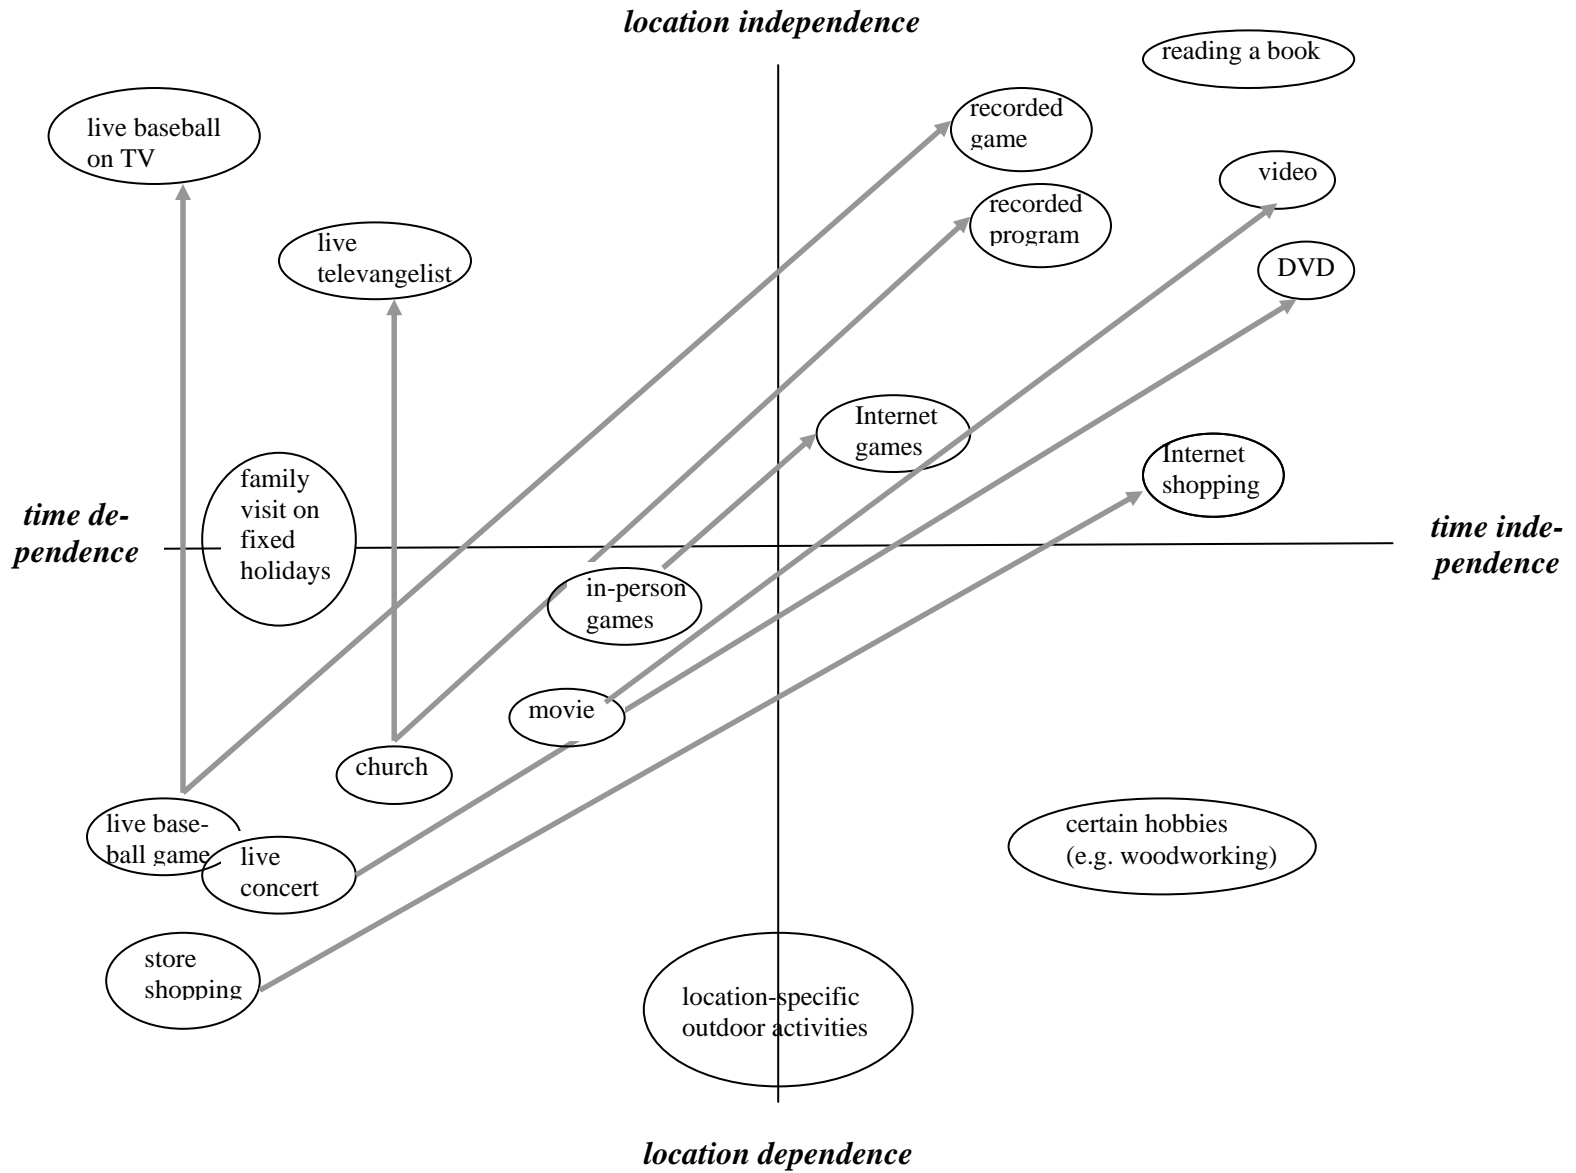 location independence
reading a book
recorded
game
live baseball
on TV
video
recorded
program
live
televangelist
DVD
Internet
games
Internet
shopping
family
visit on
fixed
holidays
time de-
pendence
time inde-
pendence
in-person
games
movie
church
live base-
ball game
live
concert
certain hobbies
(e.g. woodworking)
store
shopping
location-specific
outdoor activities
location dependence